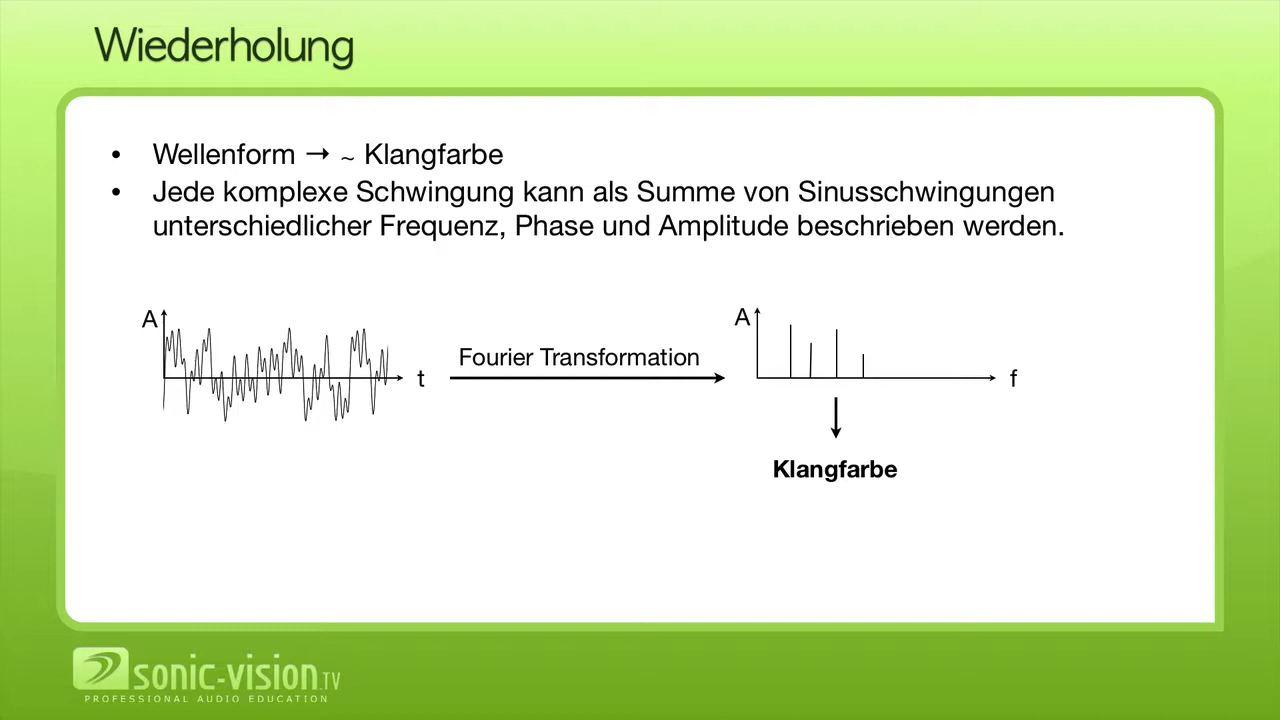 Wiederholung
• Wellenform → ~ Klangfarbe
• Jede komplexe Schwingung kann als Summe von Sinusschwingungen
unterschiedlicher Frequenz, Phase und Amplitude beschrieben werden.
A
t
Fourier Transformation
A
f
Klangfarbe
sonic-vision.TV
PROFESSIONAL AUDIO EDUCATION